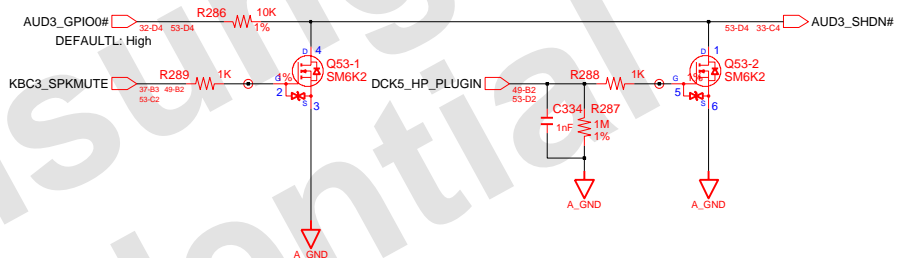 AUD3_GPIO0#
32-D4 53-D4
R286
10K
1%
53-D4 33-C4
AUD3_SHDN#
DEFAULTL: High
D 4
Q53-1
SM6K2
D 1
Q53-2
SM6K2
KBC3_SPKMUTE
37-B3 49-B2
53-C2
R289
1K
G 1%
2
S 3
DCK5_HP_PLUGIN
49-B2
53-D2
R288
1K
G 1%
5
S 6
C334
1nF
R287
1M
1%
A_GND
A_GND
A_GND